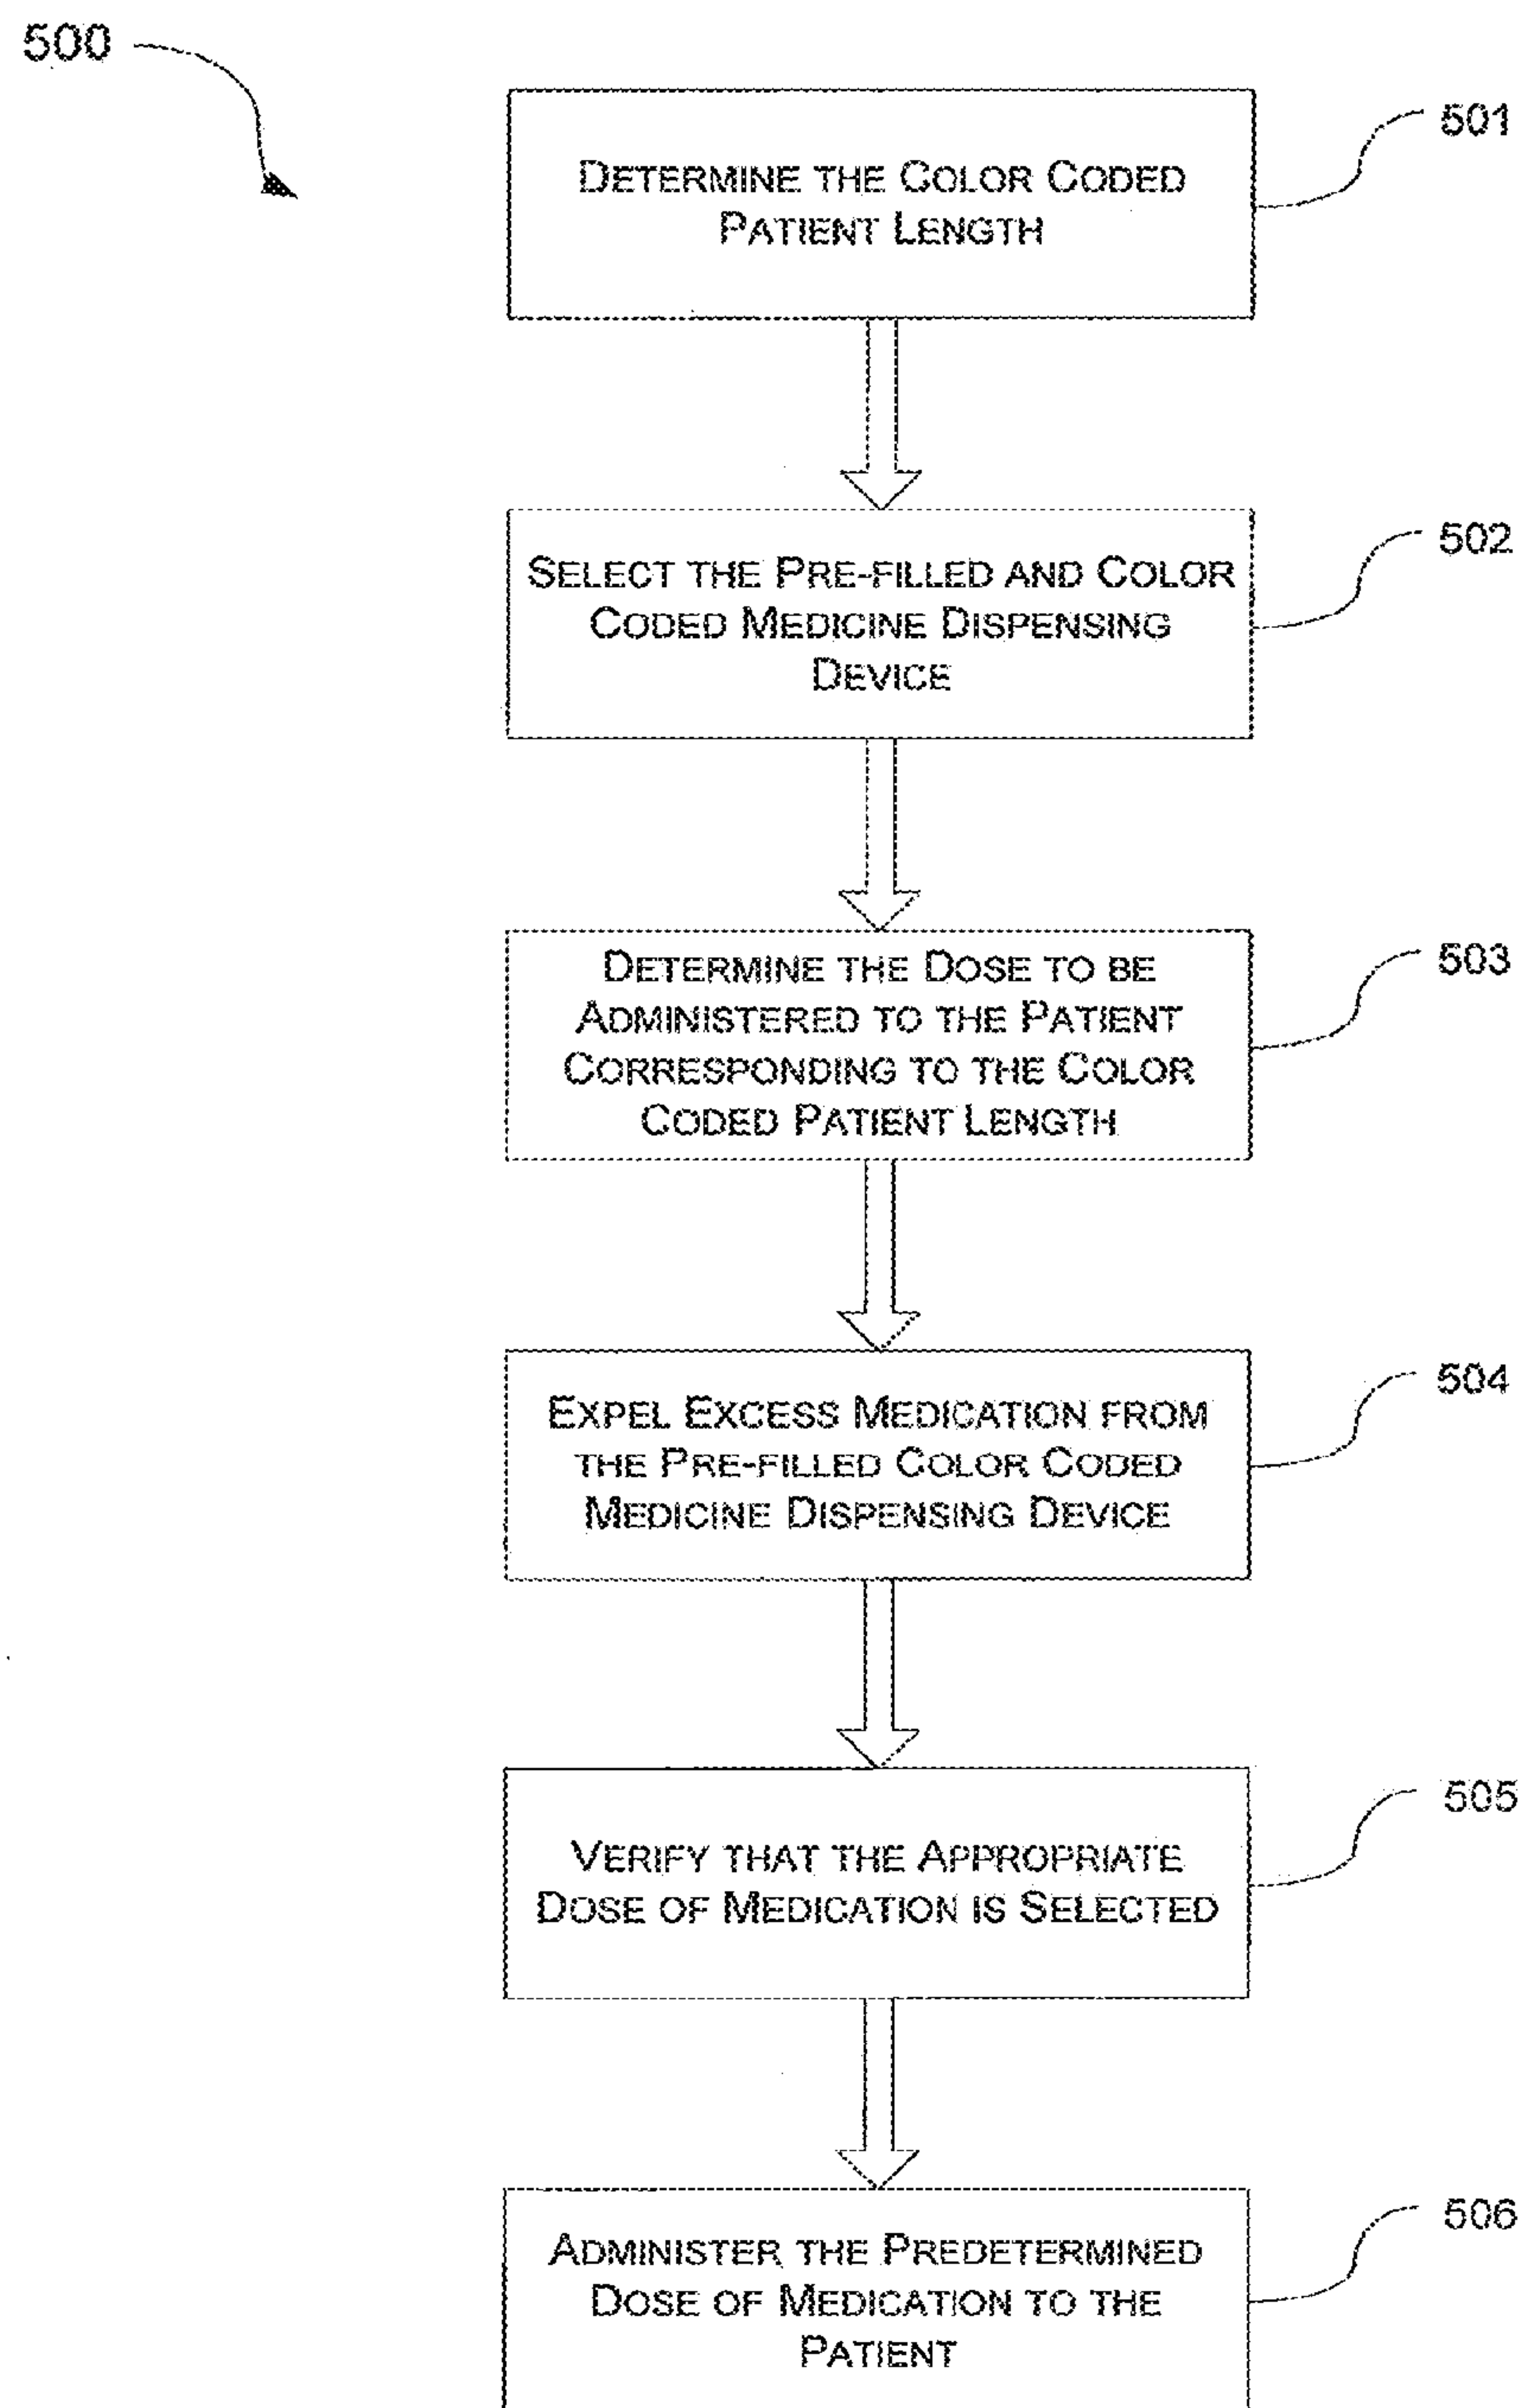 500
501
DETERMINE THE COLOR CODED
PATIENT LENGTH
502
SELECT THE PRE-FILLED AND COLOR
CODED MEDICINE DISPENSING
DEVICE
503
DETERMINE THE DOSE TO BE
ADMINISTERED TO THE PATIENT
CORRESPONDING TO THE COLOR
CODED PATIENT LENGTH
504
EXPEL EXCESS MEDICATION FROM
THE PRE-FILLED COLOR CODED
MEDICINE DISPENSING DEVICE
505
VERIFY THAT THE APPROPRIATE
DOSE OF MEDICATION IS SELECTED
506
ADMINISTER THE PREDETERMINED
DOSE OF MEDICATION TO THE
PATIENT